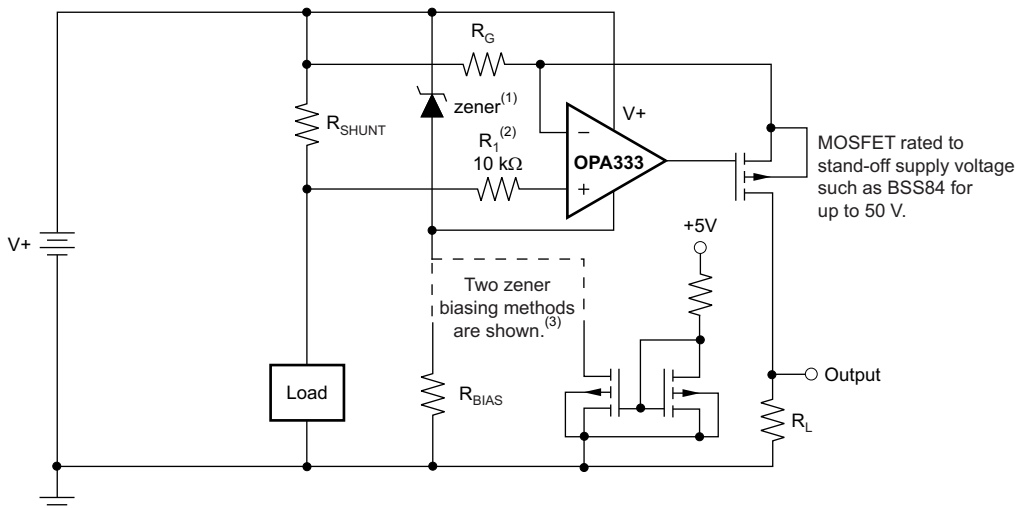 R_G
V+
zener(1)
R_SHUNT
R_1(2)
10 kΩ
−
OPA333
+
MOSFET rated to
stand-off supply voltage
such as BSS84 for
up to 50 V.
+5V
V+
Two zener
biasing methods
are shown.(3)
Load
R_BIAS
Output
R_L